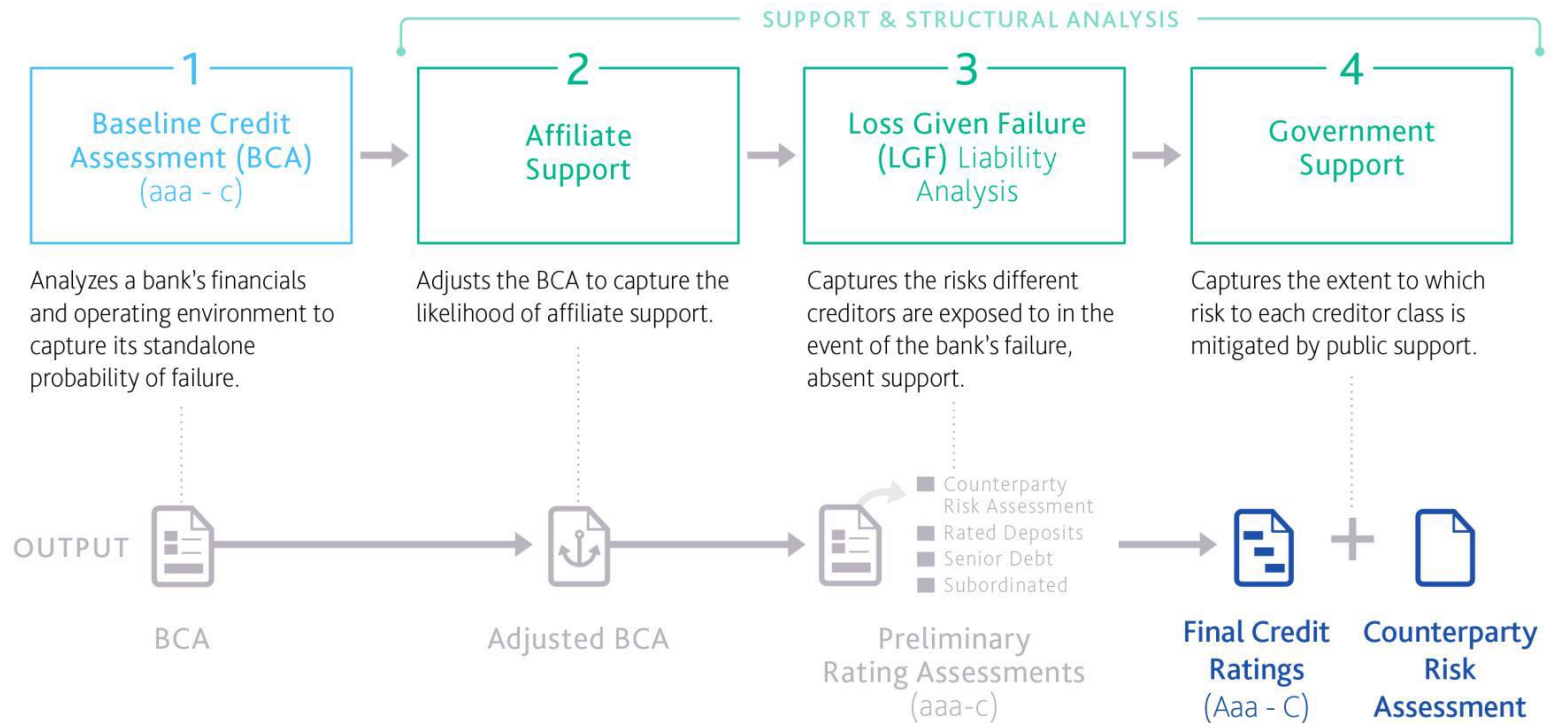 SUPPORT & STRUCTURAL ANALYSIS
1
Baseline Credit
Assessment (BCA)
(aaa - c)
2
Affiliate
Support
3
Loss Given Failure
(LGF) Liability
Analysis
4
Government
Support
Analyzes a bank's financials
and operating environment to
capture its standalone
probability of failure.
Adjusts the BCA to capture the
likelihood of affiliate support.
Captures the risks different
creditors are exposed to in the
event of the bank's failure,
absent support.
Captures the extent to which
risk to each creditor class is
mitigated by public support.
OUTPUT
BCA
Adjusted BCA
Counterparty
Risk Assessment
Rated Deposits
Senior Debt
Subordinated
Preliminary
Rating Assessments
(aaa-c)
+
Final Credit
Ratings
(Aaa - C)
Counterparty
Risk
Assessment